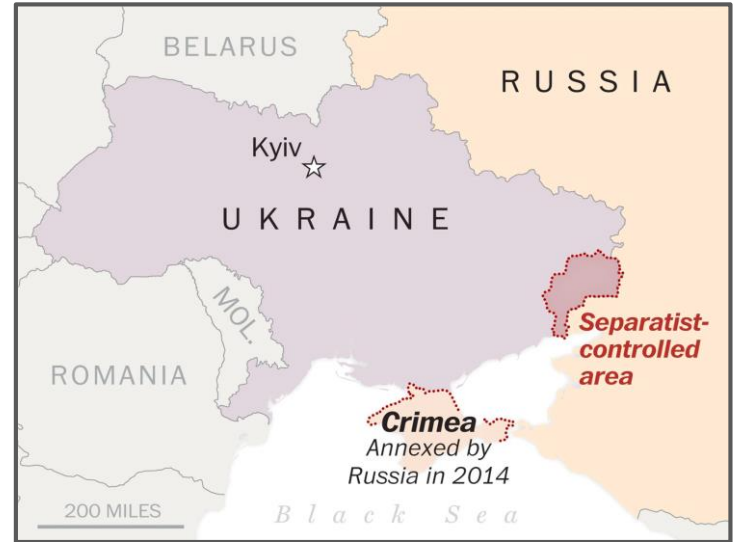 BELARUS
RUSSIA
Kyiv
UKRAINE
MOL.
Separatist-
controlled
area
ROMANIA
Crimea
Annexed by
Russia in 2014
200 MILES
Black Sea